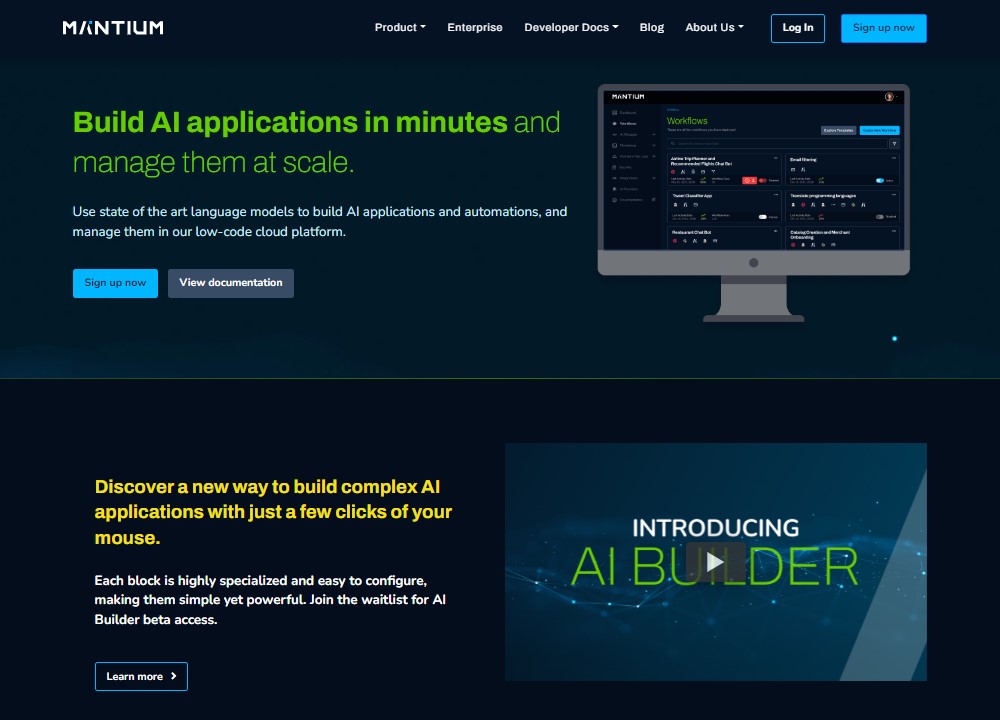 MANTIUM
Product
Enterprise
Developer Docs
Blog
About Us
Log In
Sign up now
Build AI applications in minutes and
manage them at scale.
Use state of the art language models to build AI applications and automations, and
manage them in our low-code cloud platform.
Sign up now
View documentation
MANTIUM
Workflows
Explore Templates
Create New Workflow
Airline Trip Planner and
Recommended Flights Chat Bot
Email filtering
Tweet Classifier App
Translate programming languages
Restaurant Chat Bot
Catalog Creation and Merchant
Onboarding
Discover a new way to build complex AI
applications with just a few clicks of your
mouse.
Each block is highly specialized and easy to configure,
making them simple yet powerful. Join the waitlist for AI
Builder beta access.
Learn more
INTRODUCING
AI BUILDER